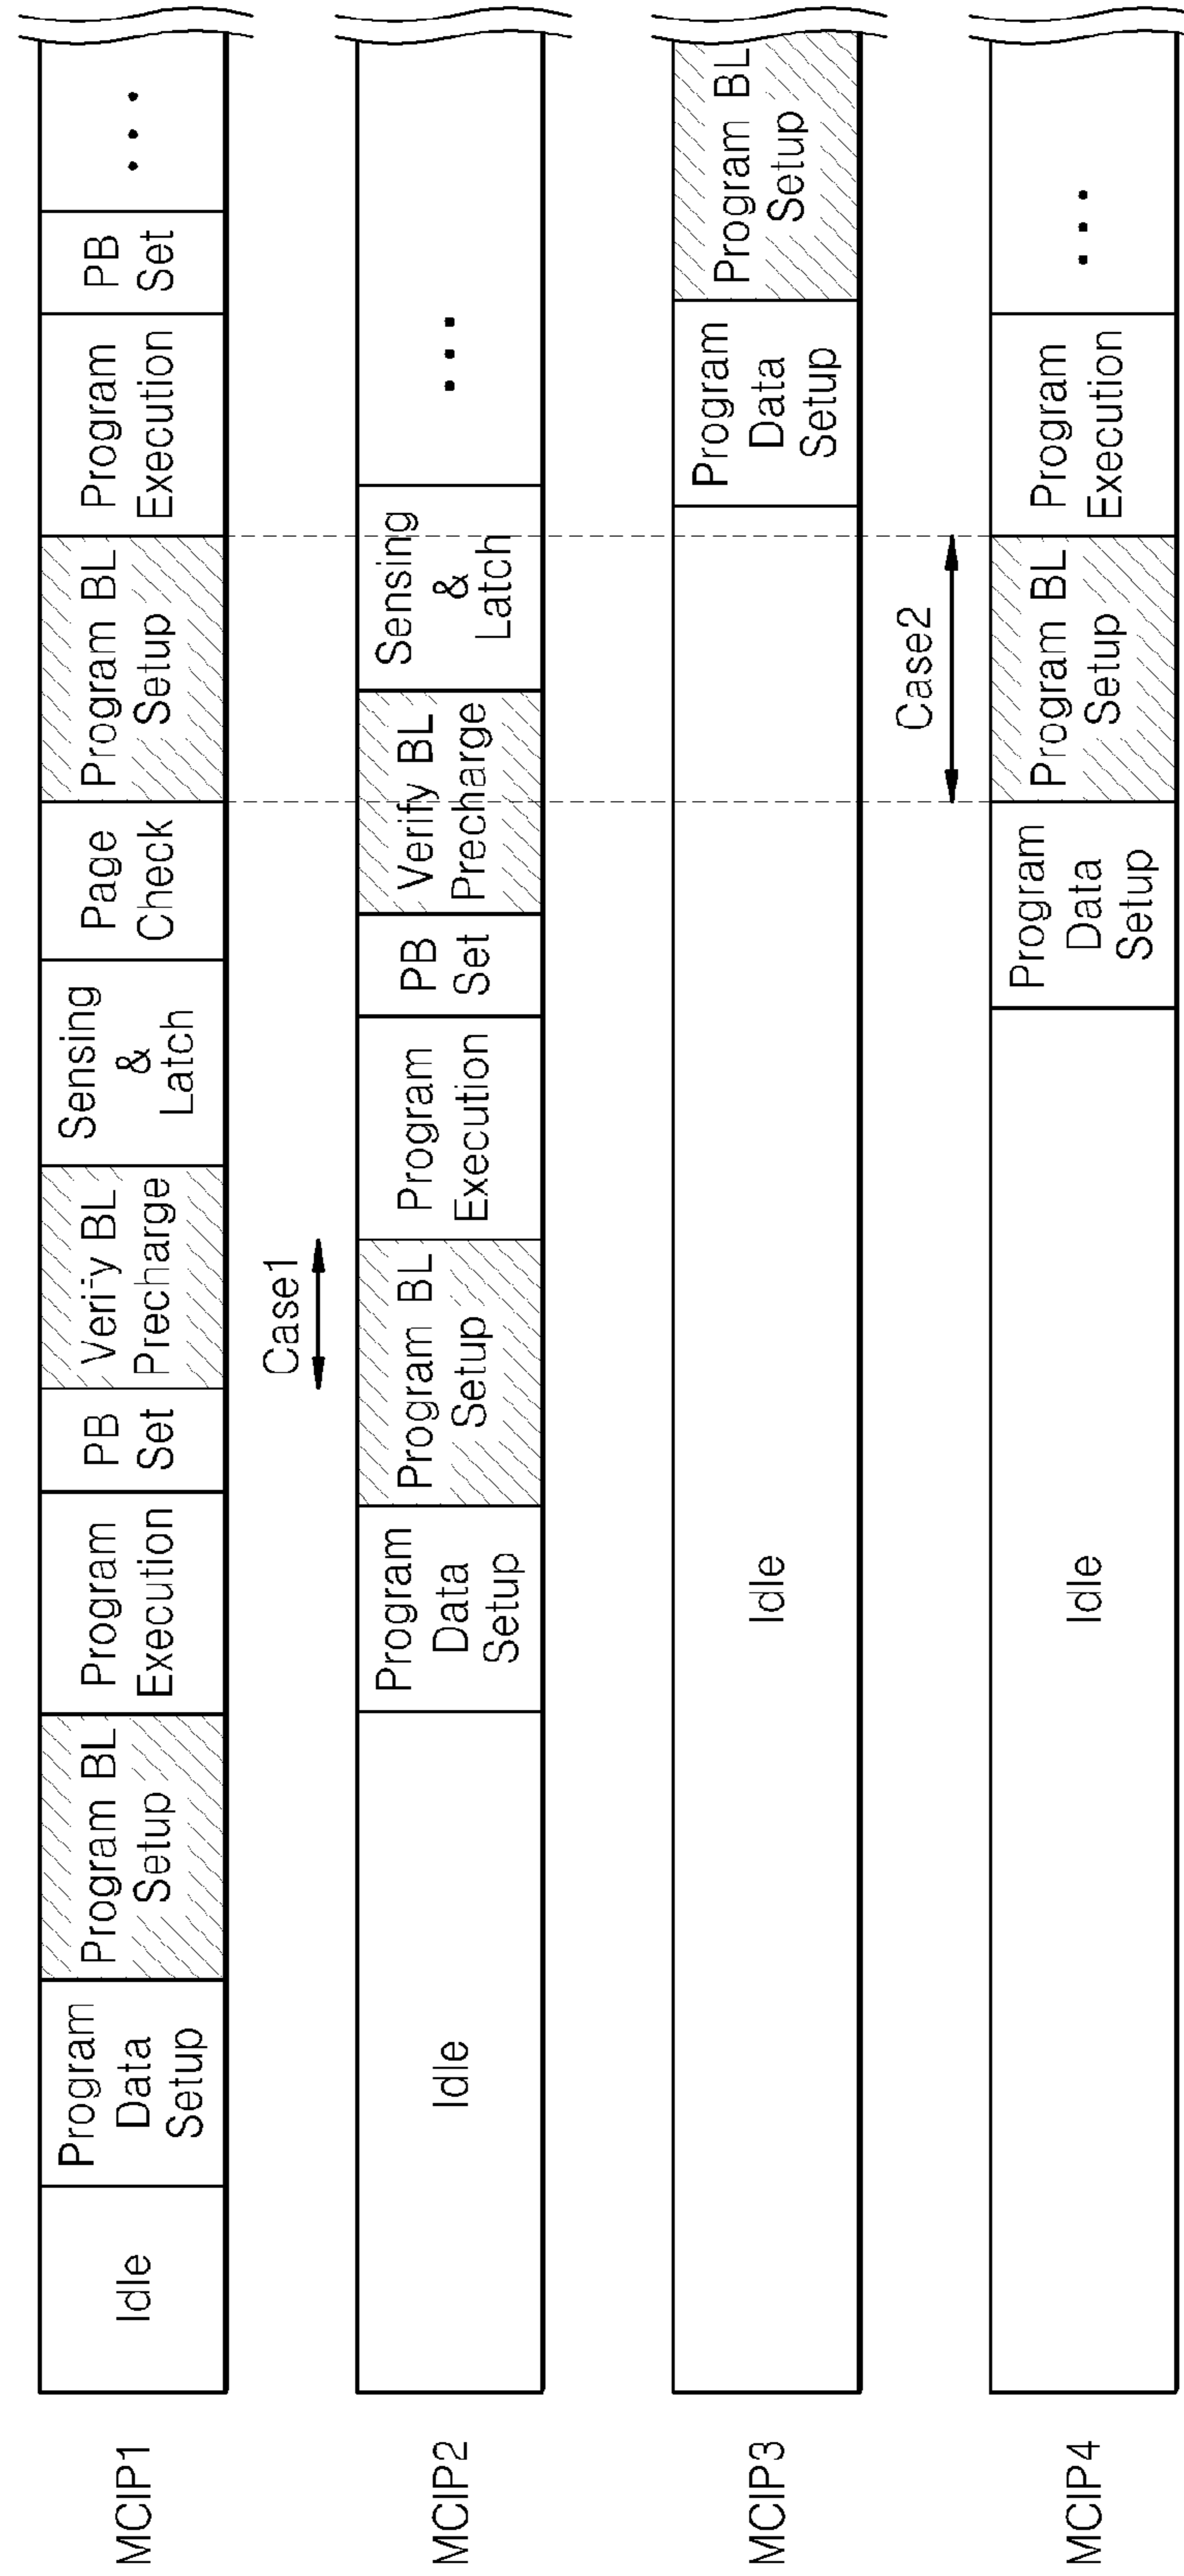 MCIP1
Idle
Program
Data
Setup
Program BL
Setup
Program
Execution
PB
Set
Verify BL
Precharge
Sensing
&
Latch
Page
Check
Program BL
Setup
Program
Execution
PB
Set
...
Case1
MCIP2
Idle
Program
Data
Setup
Program BL
Setup
Program
Execution
PB
Set
Verify BL
Precharge
Sensing
&
Latch
...
MCIP3
Idle
Program
Data
Setup
Program BL
Setup
Case2
MCIP4
Idle
Program
Data
Setup
Program BL
Setup
Program
Execution
...